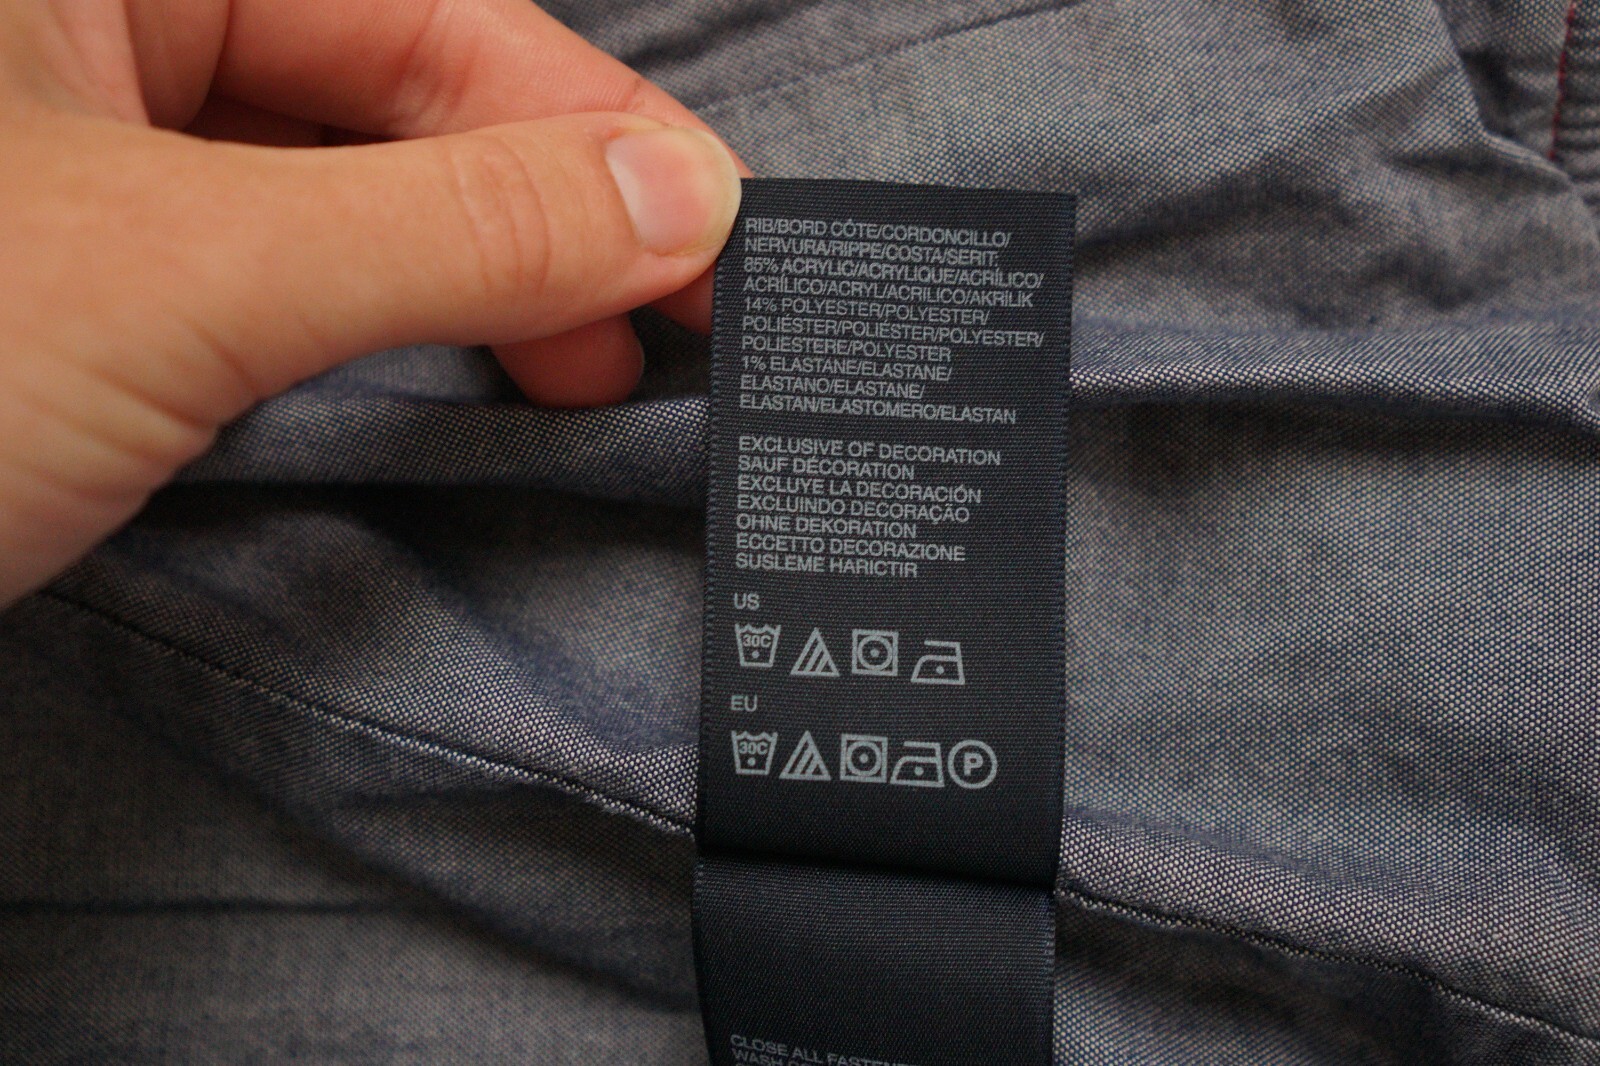 RIB/BORD CÔTE/CORDONCILLO/
NERVURA/RIPPE/COSTA/SERIT:
85% ACRYLIC/ACRYLIQUE/ACRÍLICO/
ACRÍLICO/ACRYL/ACRILICO/AKRILIK
14% POLYESTER/POLYESTER/
POLIÉSTER/POLIÉSTER/POLYESTER/
POLIESTERE/POLYESTER
1% ELASTANE/ELASTANE/
ELASTANO/ELASTANE/
ELASTAN/ELASTOMERO/ELASTAN
EXCLUSIVE OF DECORATION
SAUF DÉCORATION
EXCLUYE LA DECORACIÓN
EXCLUINDO DECORAÇÃO
OHNE DEKORATION
ECCETTO DECORAZIONE
SUSLEME HARICTIR
US
30C
EU
30C P
CLOSE ALL
WASH